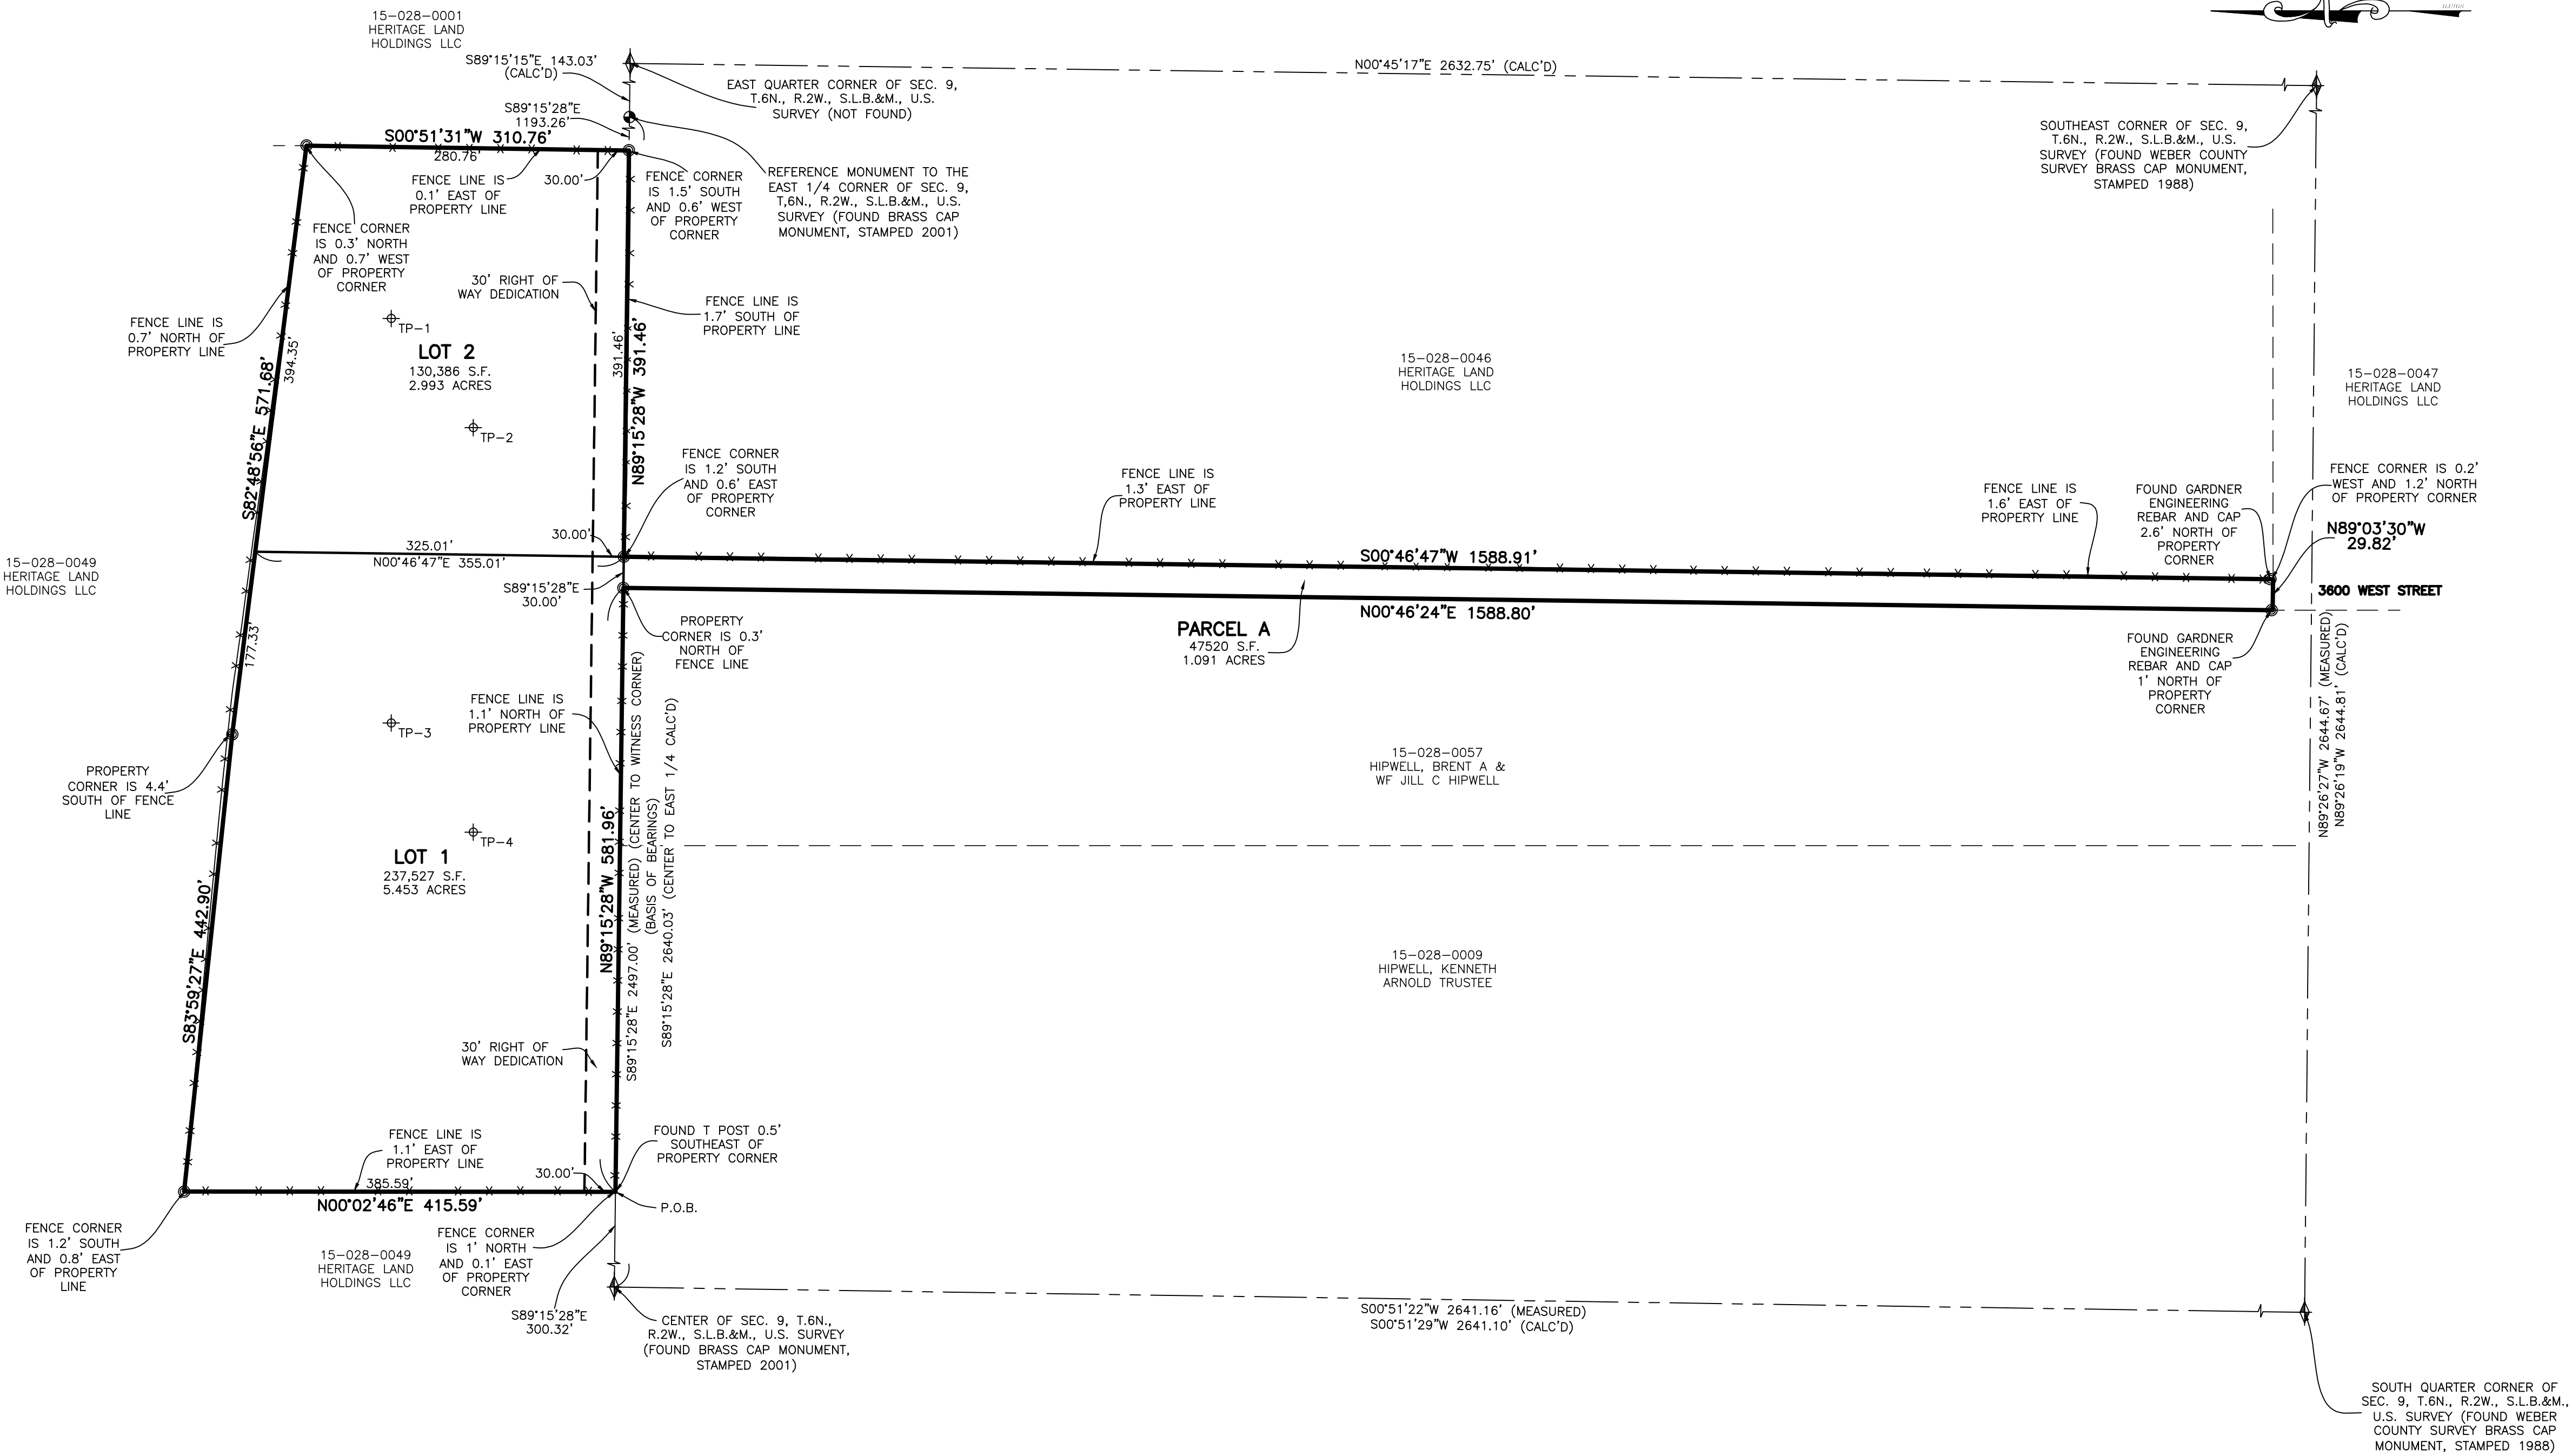 15-028-0001
HERITAGE LAND
HOLDINGS LLC
S89°15'15"E 143.03'
(CALC'D)
EAST QUARTER CORNER OF SEC. 9,
T.6N., R.2W., S.L.B.&M., U.S.
SURVEY (NOT FOUND)
N00°45'17"E 2632.75' (CALC'D)
SOUTHEAST CORNER OF SEC. 9,
T.6N., R.2W., S.L.B.&M., U.S.
SURVEY (FOUND WEBER COUNTY
SURVEY BRASS CAP MONUMENT,
STAMPED 1988)
S89°15'28"E
1193.26'
S00°51'31"W 310.76'
280.76'
30.00'
FENCE LINE IS
0.1' EAST OF
PROPERTY LINE
FENCE CORNER
IS 1.5' SOUTH
AND 0.6' WEST
OF PROPERTY
CORNER
REFERENCE MONUMENT TO THE
EAST 1/4 CORNER OF SEC. 9,
T,6N., R.2W., S.L.B.&M., U.S.
SURVEY (FOUND BRASS CAP
MONUMENT, STAMPED 2001)
FENCE CORNER
IS 0.3' NORTH
AND 0.7' WEST
OF PROPERTY
CORNER
30' RIGHT OF
WAY DEDICATION
FENCE LINE IS
1.7' SOUTH OF
PROPERTY LINE
FENCE LINE IS
0.7' NORTH OF
PROPERTY LINE
TP-1
LOT 2
130,386 S.F.
2.993 ACRES
TP-2
394.35'
S82°48'56"E 571.68'
391.46'
N89°15'28"W 391.46'
15-028-0046
HERITAGE LAND
HOLDINGS LLC
15-028-0047
HERITAGE LAND
HOLDINGS LLC
FENCE CORNER
IS 1.2' SOUTH
AND 0.6' EAST
OF PROPERTY
CORNER
FENCE LINE IS
1.3' EAST OF
PROPERTY LINE
FENCE LINE IS
1.6' EAST OF
PROPERTY LINE
FOUND GARDNER
ENGINEERING
REBAR AND CAP
2.6' NORTH OF
PROPERTY
CORNER
FENCE CORNER IS 0.2'
WEST AND 1.2' NORTH
OF PROPERTY CORNER
N89°03'30"W
29.82'
30.00'
325.01'
N00°46'47"E 355.01'
S00°46'47"W 1588.91'
15-028-0049
HERITAGE LAND
HOLDINGS LLC
S89°15'28"E
30.00'
3600 WEST STREET
N00°46'24"E 1588.80'
PARCEL A
47520 S.F.
1.091 ACRES
PROPERTY
CORNER IS 0.3'
NORTH OF
FENCE LINE
177.33'
FOUND GARDNER
ENGINEERING
REBAR AND CAP
1' NORTH OF
PROPERTY
CORNER
N89°26'27"W 2644.67' (MEASURED)
N89°26'19"W 2644.81' (CALC'D)
FENCE LINE IS
1.1' NORTH OF
PROPERTY LINE
TP-3
15-028-0057
HIPWELL, BRENT A &
WF JILL C HIPWELL
PROPERTY
CORNER IS 4.4'
SOUTH OF FENCE
LINE
TP-4
LOT 1
237,527 S.F.
5.453 ACRES
S83°59'27"E 442.90'
N89°15'28"W 581.96'
S89°15'28"E 2497.00' (MEASURED) (CENTER TO WITNESS CORNER)
(BASIS OF BEARINGS)
S89°15'28"E 2640.03' (CENTER TO EAST 1/4 CALC'D)
15-028-0009
HIPWELL, KENNETH
ARNOLD TRUSTEE
30' RIGHT OF
WAY DEDICATION
FENCE LINE IS
1.1' EAST OF
PROPERTY LINE
FOUND T POST 0.5'
SOUTHEAST OF
PROPERTY CORNER
30.00'
385.59'
N00°02'46"E 415.59'
P.O.B.
FENCE CORNER
IS 1.2' SOUTH
AND 0.8' EAST
OF PROPERTY
LINE
15-028-0049
HERITAGE LAND
HOLDINGS LLC
FENCE CORNER
IS 1' NORTH
AND 0.1' EAST
OF PROPERTY
CORNER
S89°15'28"E
300.32'
CENTER OF SEC. 9, T.6N.,
R.2W., S.L.B.&M., U.S. SURVEY
(FOUND BRASS CAP MONUMENT,
STAMPED 2001)
S00°51'22"W 2641.16' (MEASURED)
S00°51'29"W 2641.10' (CALC'D)
SOUTH QUARTER CORNER OF
SEC. 9, T.6N., R.2W., S.L.B.&M.,
U.S. SURVEY (FOUND WEBER
COUNTY SURVEY BRASS CAP
MONUMENT, STAMPED 1988)